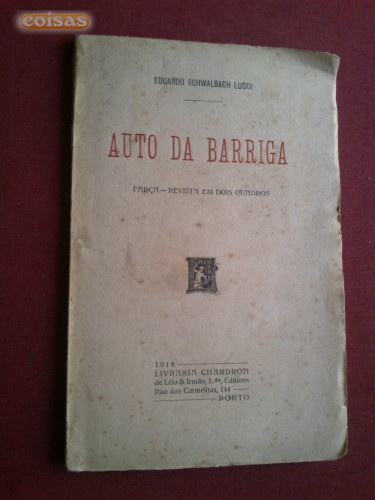 coisas
EDUARDO SCHWALBACH LUCCI
AUTO DA BARRIGA
FARÇA — REVISTA EM DOIS QUADROS
1919
LIVRARIA CHARDRON
de Lélo & Irmão, L.da, Editores
Rua das Carmelitas, 144
PORTO